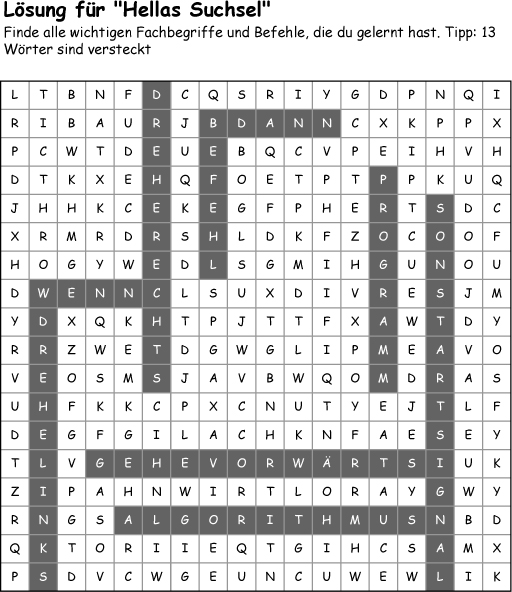 Lösung für "Hellas Suchsel"
Finde alle wichtigen Fachbegriffe und Befehle, die du gelernt hast. Tipp: 13
Wörter sind versteckt
L T B N F D C Q S R I Y G D P N Q I
R I B A U R J B D A N N C X K P P X
P C W T D E U E B Q C V P E I H V H
D T K X E H Q F O E T P T P P K U Q
J H H K C E K E G F P H E R T S D C
X R M R D R S H L D K F Z O C O O F
H O G Y W E D L S G M I H G U N O U
D W E N N C L S U X D I V R E S J M
Y D X Q K H T P J T T F X A W T D Y
R R Z W E T D G W G L I P M E A V O
V E O S M S J A V B W Q O M D R A S
U H F K K C P X C N U T Y E J T L F
D E G F G I L A C H K N F A E S E Y
T L V G E H E V O R W Ä R T S I U K
Z I P A H N W I R T L O R A Y G W Y
R N G S A L G O R I T H M U S N B D
Q K T O R I I E Q T G I H C S A M X
P S D V C W G E U N C U W E W L I K